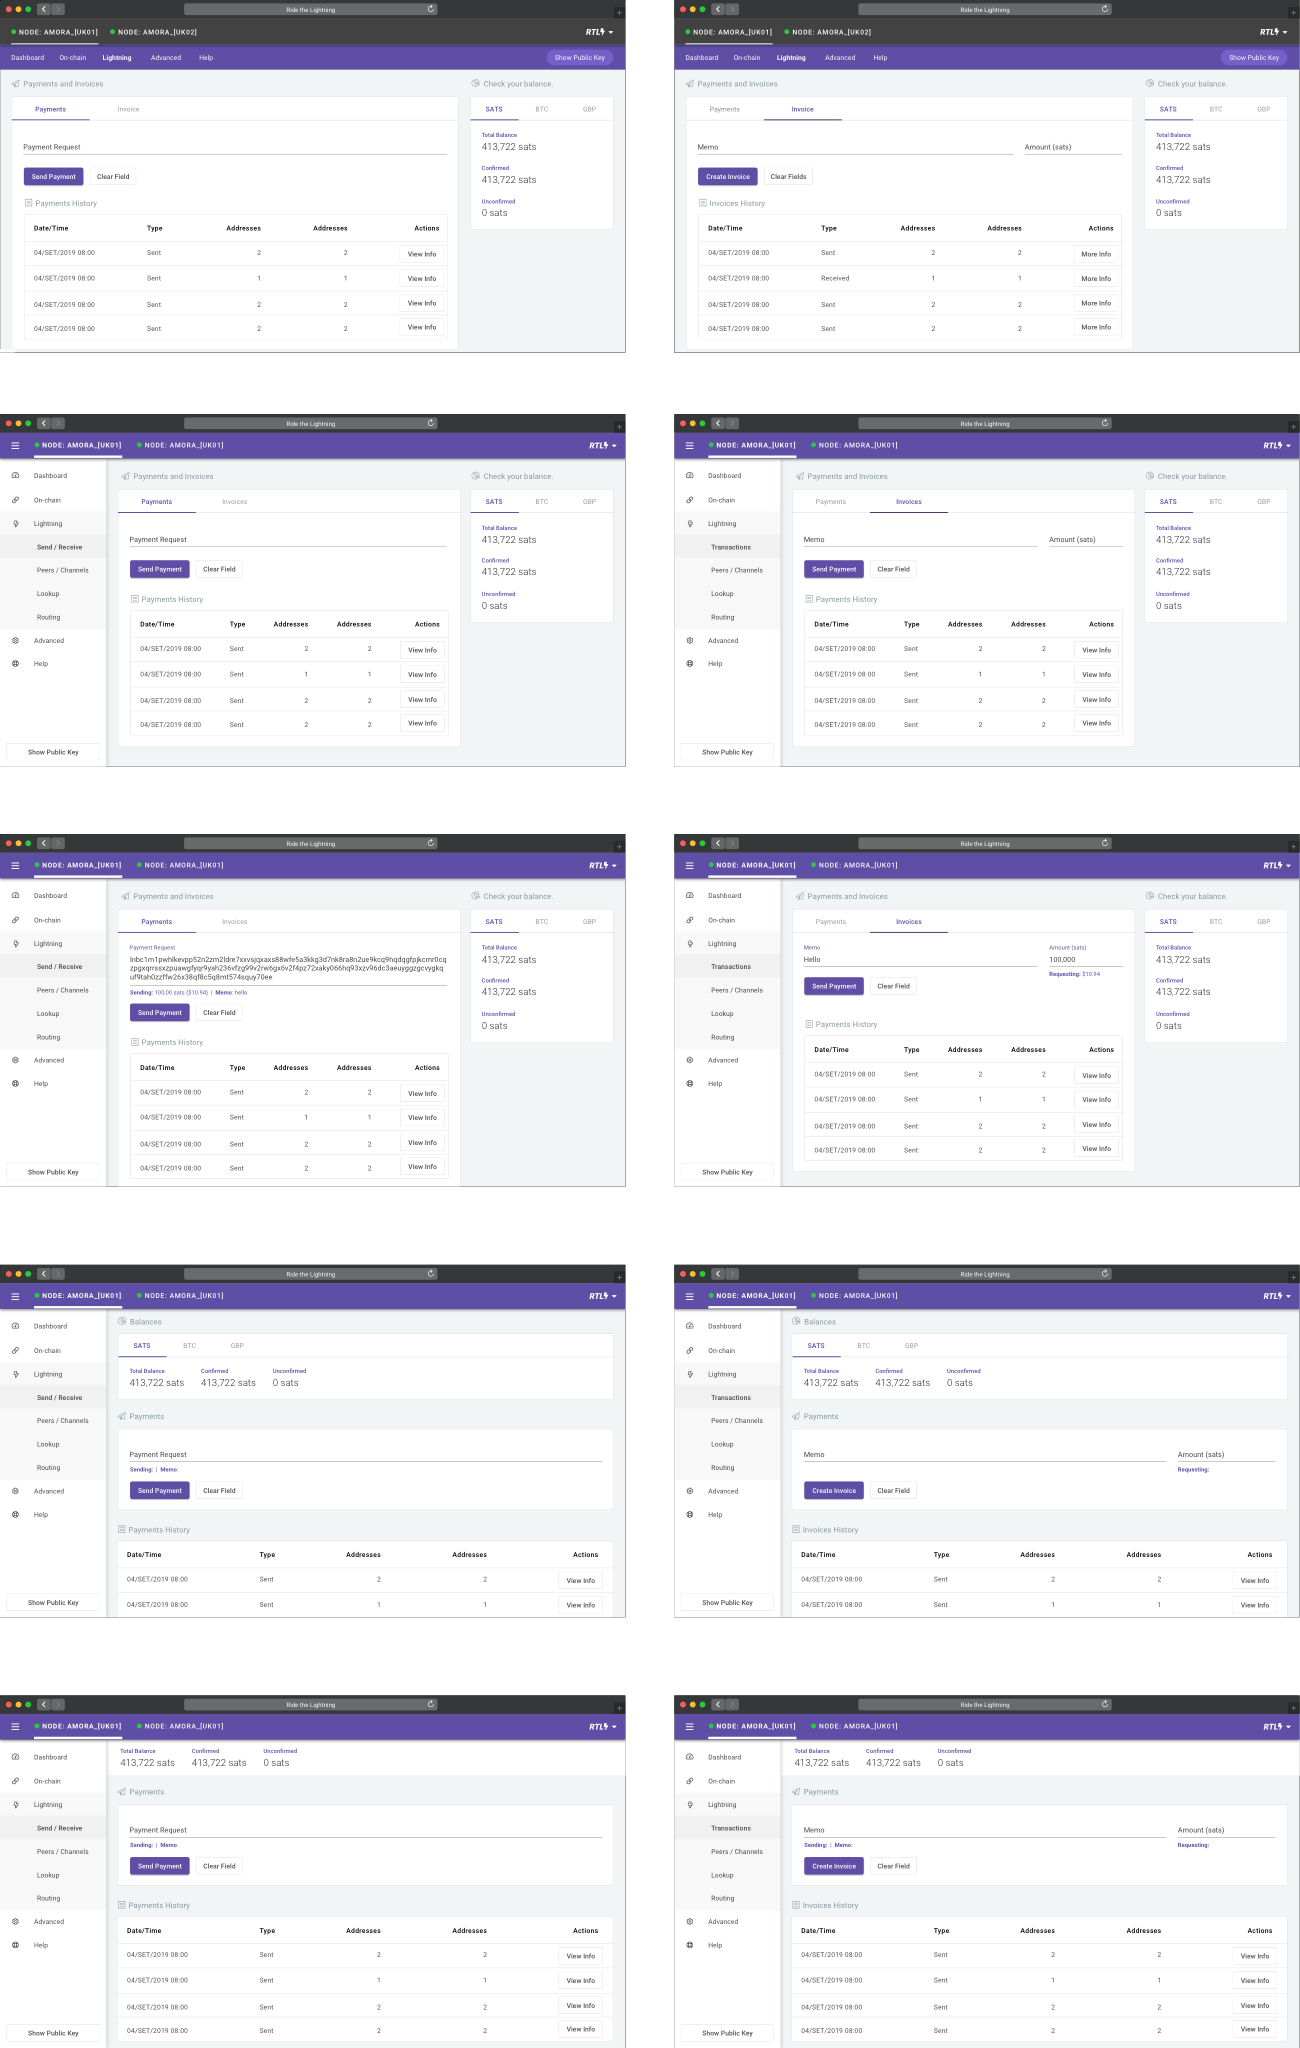 Ride the Lightning
NODE: AMORA_[UK01] NODE: AMORA_[UK02] RTL
Dashboard On-chain Lightning Advanced Help Show Public Key
Payments and Invoices
Payments Invoice
Payment Request
Send Payment Clear Field
Payments History
Date/Time Type Addresses Addresses Actions
04/SET/2019 08:00 Sent 2 2 View Info
04/SET/2019 08:00 Sent 1 1 View Info
04/SET/2019 08:00 Sent 2 2 View Info
04/SET/2019 08:00 Sent 2 2 View Info
Check your balance.
SATS BTC GBP
Total Balance
413,722 sats
Confirmed
413,722 sats
Unconfirmed
0 sats
Ride the Lightning
NODE: AMORA_[UK01] NODE: AMORA_[UK02] RTL
Dashboard On-chain Lightning Advanced Help Show Public Key
Payments and Invoices
Payments Invoice
Memo Amount (sats)
Create Invoice Clear Fields
Invoices History
Date/Time Type Addresses Addresses Actions
04/SET/2019 08:00 Sent 2 2 More Info
04/SET/2019 08:00 Received 1 1 More Info
04/SET/2019 08:00 Sent 2 2 More Info
04/SET/2019 08:00 Sent 2 2 More Info
Check your balance.
SATS BTC GBP
Total Balance
413,722 sats
Confirmed
413,722 sats
Unconfirmed
0 sats
Ride the Lightning
NODE: AMORA_[UK01] NODE: AMORA_[UK01] RTL
Dashboard
On-chain
Lightning
Send / Receive
Peers / Channels
Lookup
Routing
Advanced
Help
Show Public Key
Payments and Invoices
Payments Invoices
Payment Request
Send Payment Clear Field
Payments History
Date/Time Type Addresses Addresses Actions
04/SET/2019 08:00 Sent 2 2 View Info
04/SET/2019 08:00 Sent 1 1 View Info
04/SET/2019 08:00 Sent 2 2 View Info
04/SET/2019 08:00 Sent 2 2 View Info
Check your balance.
SATS BTC GBP
Total Balance
413,722 sats
Confirmed
413,722 sats
Unconfirmed
0 sats
Ride the Lightning
NODE: AMORA_[UK01] NODE: AMORA_[UK01] RTL
Dashboard
On-chain
Lightning
Transactions
Peers / Channels
Lookup
Routing
Advanced
Help
Show Public Key
Payments and Invoices
Payments Invoices
Memo Amount (sats)
Send Payment Clear Field
Payments History
Date/Time Type Addresses Addresses Actions
04/SET/2019 08:00 Sent 2 2 View Info
04/SET/2019 08:00 Sent 1 1 View Info
04/SET/2019 08:00 Sent 2 2 View Info
04/SET/2019 08:00 Sent 2 2 View Info
Check your balance.
SATS BTC GBP
Total Balance
413,722 sats
Confirmed
413,722 sats
Unconfirmed
0 sats
Ride the Lightning
NODE: AMORA_[UK01] NODE: AMORA_[UK01] RTL
Dashboard
On-chain
Lightning
Send / Receive
Peers / Channels
Lookup
Routing
Advanced
Help
Show Public Key
Payments and Invoices
Payments Invoices
Payment Request
lnbc1m1pwhlkevpp52n2zm2ldre7xxvsjqxaxs88wfe5a3kkg3d7nk8ra8n2ue9kcq9hqdqgfpjkcmr0cq
zpgxqrrssxzpuawgfyqr9yah236vfzg99v2rw6gx6v2f4pz72xaky066hq93xzv96dc3aeuyggzgcvygkq
uf9tah0zzffw26x38qf8c5q8mt574squy70ee
Sending: 100,00 sats ($10.94) | Memo: hello
Send Payment Clear Field
Payments History
Date/Time Type Addresses Addresses Actions
04/SET/2019 08:00 Sent 2 2 View Info
04/SET/2019 08:00 Sent 1 1 View Info
04/SET/2019 08:00 Sent 2 2 View Info
04/SET/2019 08:00 Sent 2 2 View Info
Check your balance.
SATS BTC GBP
Total Balance
413,722 sats
Confirmed
413,722 sats
Unconfirmed
0 sats
Ride the Lightning
NODE: AMORA_[UK01] NODE: AMORA_[UK01] RTL
Dashboard
On-chain
Lightning
Transactions
Peers / Channels
Lookup
Routing
Advanced
Help
Show Public Key
Payments and Invoices
Payments Invoices
Memo Amount (sats)
Hello 100,000
Requesting: $10.94
Send Payment Clear Field
Payments History
Date/Time Type Addresses Addresses Actions
04/SET/2019 08:00 Sent 2 2 View Info
04/SET/2019 08:00 Sent 1 1 View Info
04/SET/2019 08:00 Sent 2 2 View Info
04/SET/2019 08:00 Sent 2 2 View Info
Check your balance.
SATS BTC GBP
Total Balance
413,722 sats
Confirmed
413,722 sats
Unconfirmed
0 sats
Ride the Lightning
NODE: AMORA_[UK01] NODE: AMORA_[UK01] RTL
Dashboard
On-chain
Lightning
Send / Receive
Peers / Channels
Lookup
Routing
Advanced
Help
Show Public Key
Balances
SATS BTC GBP
Total Balance Confirmed Unconfirmed
413,722 sats 413,722 sats 0 sats
Payments
Payment Request
Sending: | Memo:
Send Payment Clear Field
Payments History
Date/Time Type Addresses Addresses Actions
04/SET/2019 08:00 Sent 2 2 View Info
04/SET/2019 08:00 Sent 1 1 View Info
Ride the Lightning
NODE: AMORA_[UK01] NODE: AMORA_[UK01] RTL
Dashboard
On-chain
Lightning
Transactions
Peers / Channels
Lookup
Routing
Advanced
Help
Show Public Key
Balances
SATS BTC GBP
Total Balance Confirmed Unconfirmed
413,722 sats 413,722 sats 0 sats
Payments
Memo Amount (sats)
Requesting:
Create Invoice Clear Field
Invoices History
Date/Time Type Addresses Addresses Actions
04/SET/2019 08:00 Sent 2 2 View Info
04/SET/2019 08:00 Sent 1 1 View Info
Ride the Lightning
NODE: AMORA_[UK01] NODE: AMORA_[UK01] RTL
Dashboard
On-chain
Lightning
Send / Receive
Peers / Channels
Lookup
Routing
Advanced
Help
Show Public Key
Total Balance Confirmed Unconfirmed
413,722 sats 413,722 sats 0 sats
Payments
Payment Request
Sending: | Memo:
Send Payment Clear Field
Payments History
Date/Time Type Addresses Addresses Actions
04/SET/2019 08:00 Sent 2 2 View Info
04/SET/2019 08:00 Sent 1 1 View Info
04/SET/2019 08:00 Sent 2 2 View Info
04/SET/2019 08:00 Sent 2 2 View Info
Ride the Lightning
NODE: AMORA_[UK01] NODE: AMORA_[UK01] RTL
Dashboard
On-chain
Lightning
Transactions
Peers / Channels
Lookup
Routing
Advanced
Help
Show Public Key
Total Balance Confirmed Unconfirmed
413,722 sats 413,722 sats 0 sats
Payments
Memo Amount (sats)
Sending: | Memo: Requesting:
Create Invoice Clear Field
Invoices History
Date/Time Type Addresses Addresses Actions
04/SET/2019 08:00 Sent 2 2 View Info
04/SET/2019 08:00 Sent 1 1 View Info
04/SET/2019 08:00 Sent 2 2 View Info
04/SET/2019 08:00 Sent 2 2 View Info